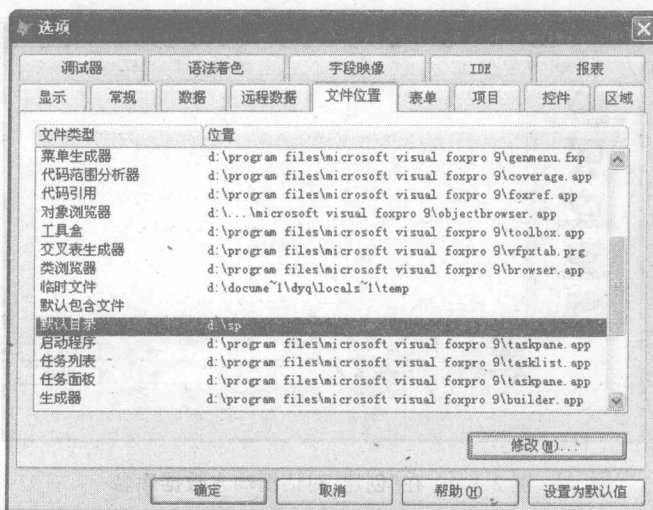 选项
调试器 语法着色 字段映像 IDE 报表
显示 常规 数据 远程数据 文件位置 表单 项目 控件 区域
文件类型 位置
菜单生成器 d:\program files\microsoft visual foxpro 9\genmenu.fxp
代码范围分析器 d:\program files\microsoft visual foxpro 9\coverage.app
代码引用 d:\program files\microsoft visual foxpro 9\foxref.app
对象浏览器 d:\...\microsoft visual foxpro 9\objectbrowser.app
工具盒 d:\program files\microsoft visual foxpro 9\toolbox.app
交叉表生成器 d:\program files\microsoft visual foxpro 9\vfpxtab.prg
类浏览器 d:\program files\microsoft visual foxpro 9\browser.app
临时文件 d:\docume~1\dyq\locals~1\temp
默认包含文件
默认目录 d:\sp
启动程序 d:\program files\microsoft visual foxpro 9\taskpane.app
任务列表 d:\program files\microsoft visual foxpro 9\tasklist.app
任务面板 d:\program files\microsoft visual foxpro 9\taskpane.app
生成器 d:\program files\microsoft visual foxpro 9\builder.app
修改(M)...
确定 取消 帮助(H) 设置为默认值